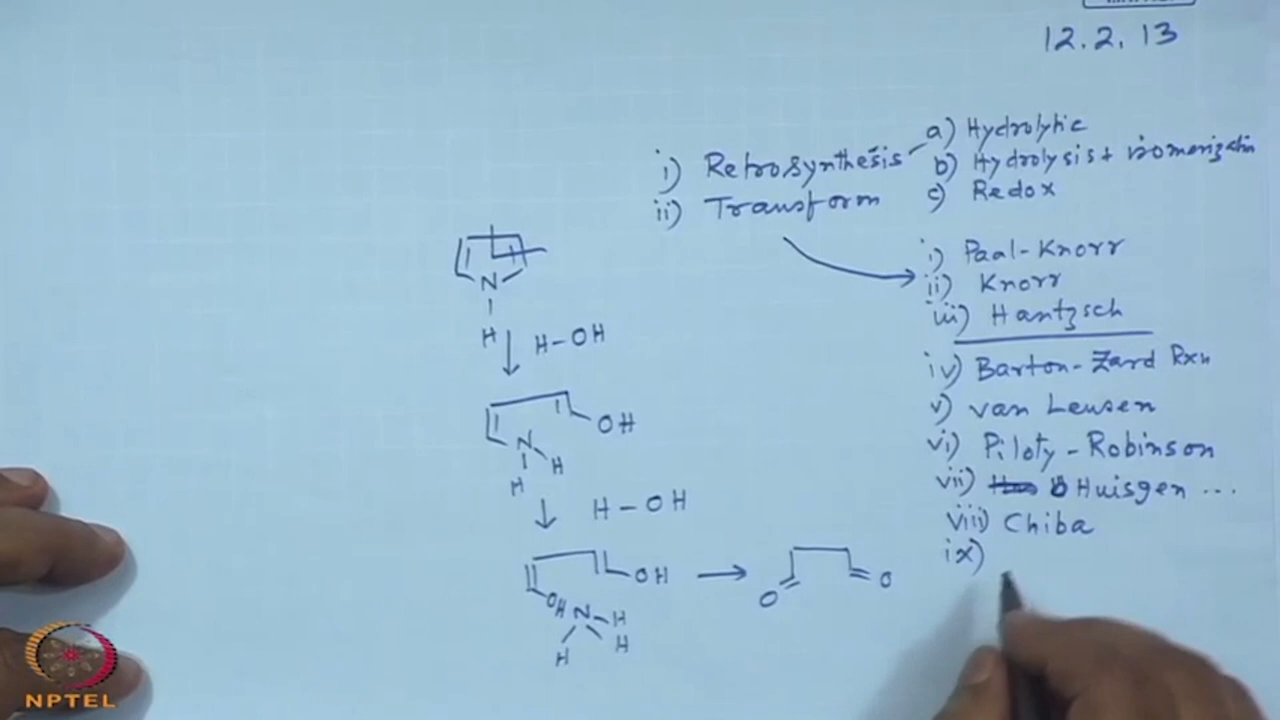 12.2.13
i) Retrosynthesis
ii) Transform
a) Hydrolytic
b) Hydrolysis + isomerizatin
c) Redox
i) Paal-Knorr
ii) Knorr
iii) Hantzsch
iv) Barton-Zard Rxn
v) van Leusen
vi) Piloty-Robinson
vii) Huisgen ...
viii) Chiba
ix)
N
H
H-OH
OH
N
H
H
H-OH
OH
OH
N
H
H
H
O
O
NPTEL